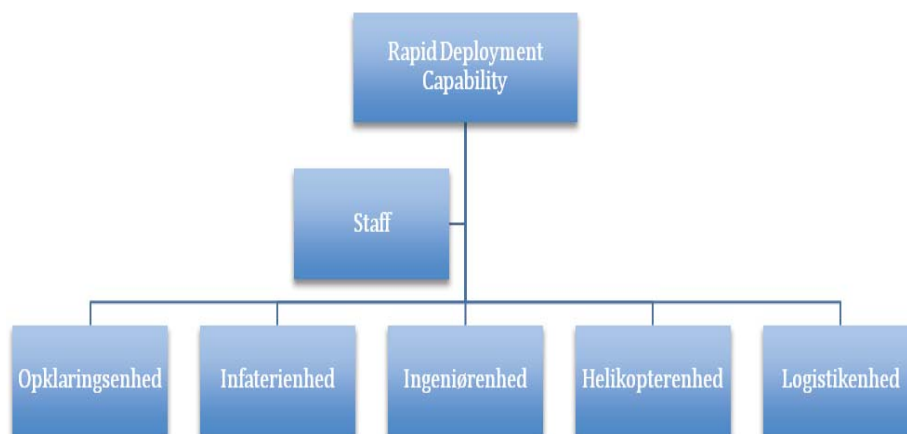 Rapid Deployment
Capability
Staff
Opklaringsenhed
Infaterienhed
Ingeniørenhed
Helikopterenhed
Logistikenhed